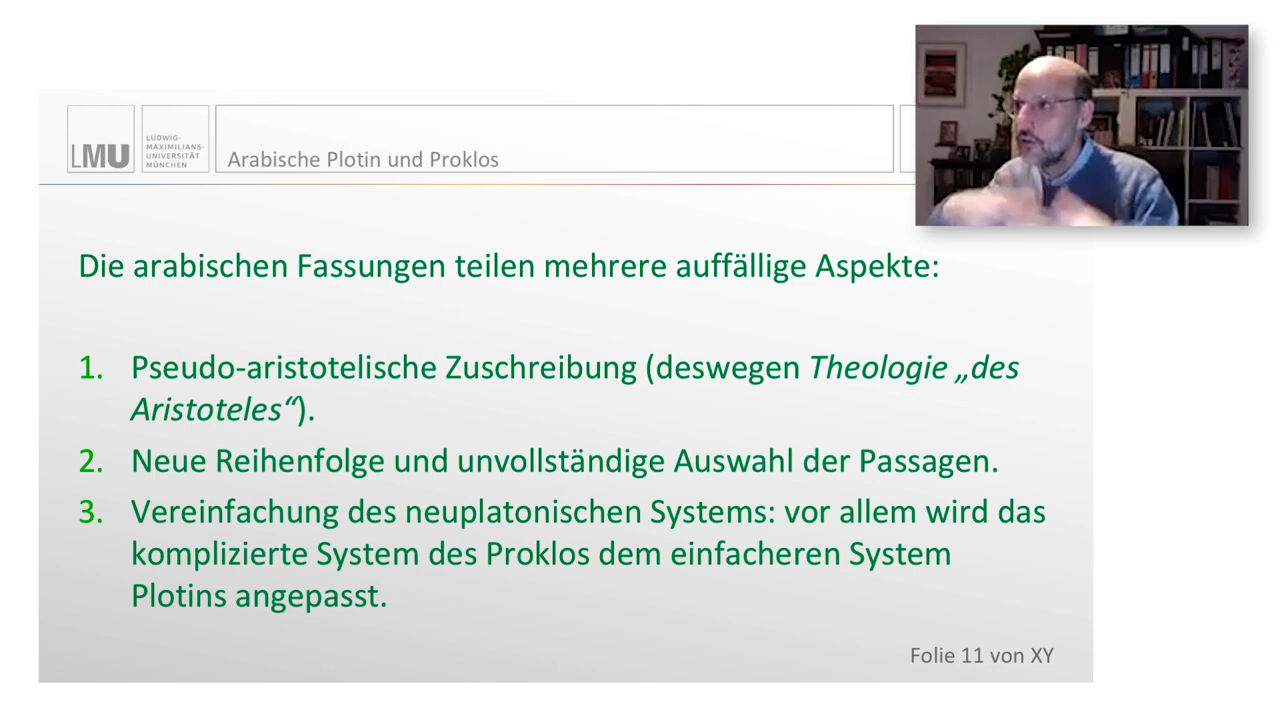 LMU
LUDWIG-
MAXIMILIANS-
UNIVERSITÄT
MÜNCHEN
Arabische Plotin und Proklos
Die arabischen Fassungen teilen mehrere auffällige Aspekte:
1. Pseudo-aristotelische Zuschreibung (deswegen Theologie „des
Aristoteles“).
2. Neue Reihenfolge und unvollständige Auswahl der Passagen.
3. Vereinfachung des neuplatonischen Systems: vor allem wird das
komplizierte System des Proklos dem einfacheren System
Plotins angepasst.
Folie 11 von XY